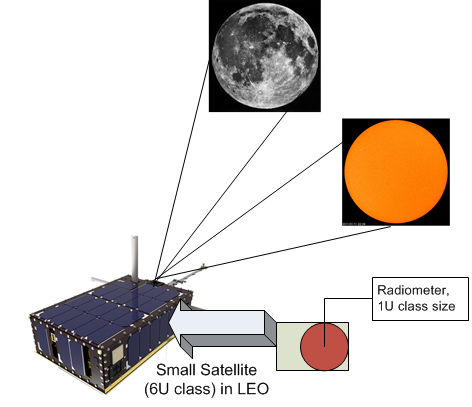 Radiometer,
1U class size
Small Satellite
(6U class) in LEO